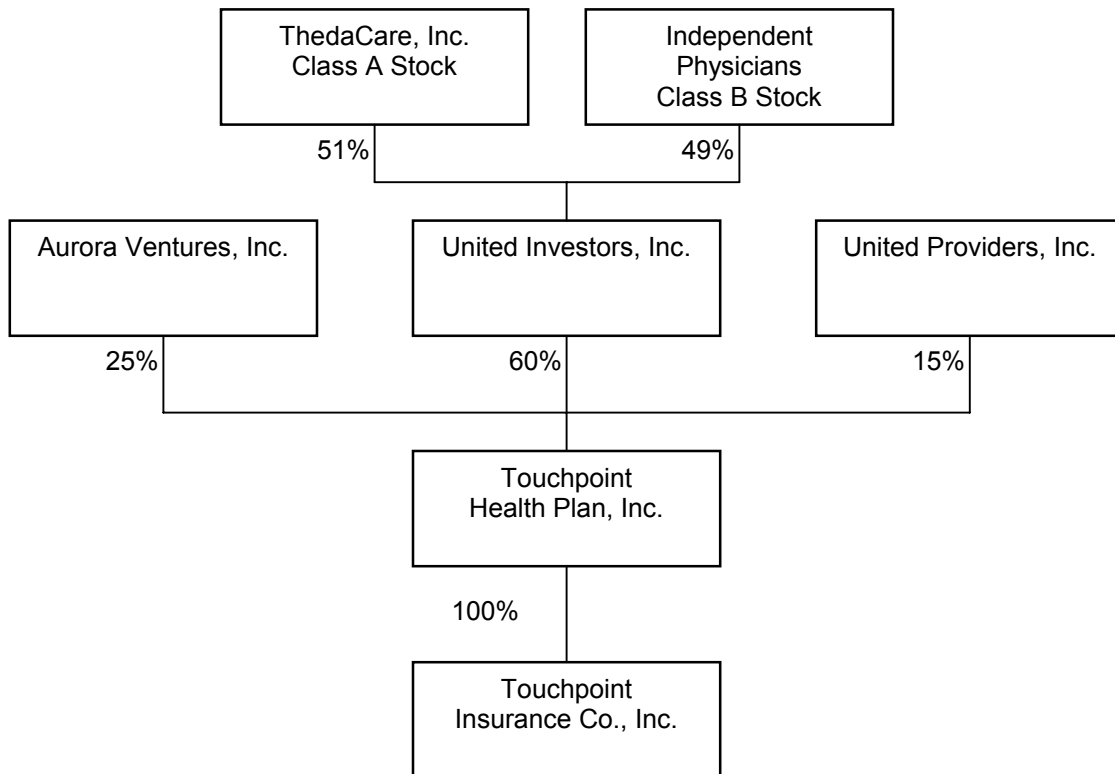 ThedaCare, Inc.
Class A Stock
Independent
Physicians
Class B Stock
51%
49%
Aurora Ventures, Inc.
United Investors, Inc.
United Providers, Inc.
25%
60%
15%
Touchpoint
Health Plan, Inc.
100%
Touchpoint
Insurance Co., Inc.